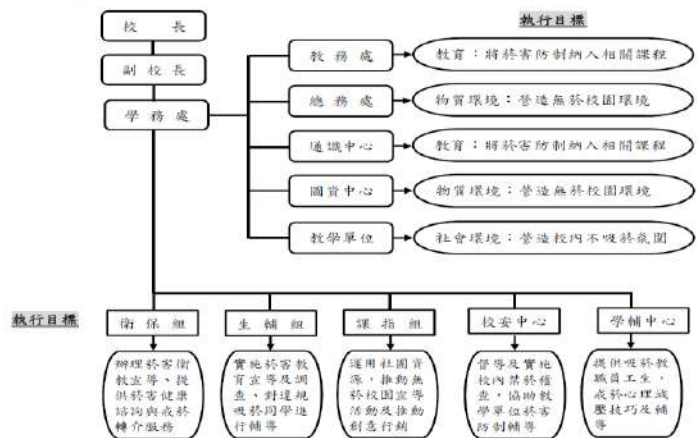 執行目標
校長
副校長
學務處
教務處
教育：將菸害防制納入相關課程
總務處
物質環境：營造無菸校園環境
通識中心
教育：將菸害防制納入相關課程
圖資中心
物質環境：營造無菸校園環境
教學單位
社會環境：營造校內不吸菸氛圍
執行目標
衛保組
生輔組
課指組
校安中心
學輔中心
辦理菸害衛
教宣導、提
供菸害健康
諮詢與戒菸
轉介服務
實施菸害教
育宣導及調
查、對違規
吸菸同學進
行輔導
運用社團資
源，推動無
菸校園宣導
活動及推動
創意行銷
督導及實施
校內禁菸稽
查，協助教
學單位菸害
防制輔導
提供吸菸教
職員工生，
戒菸心理減
壓技巧及輔
導